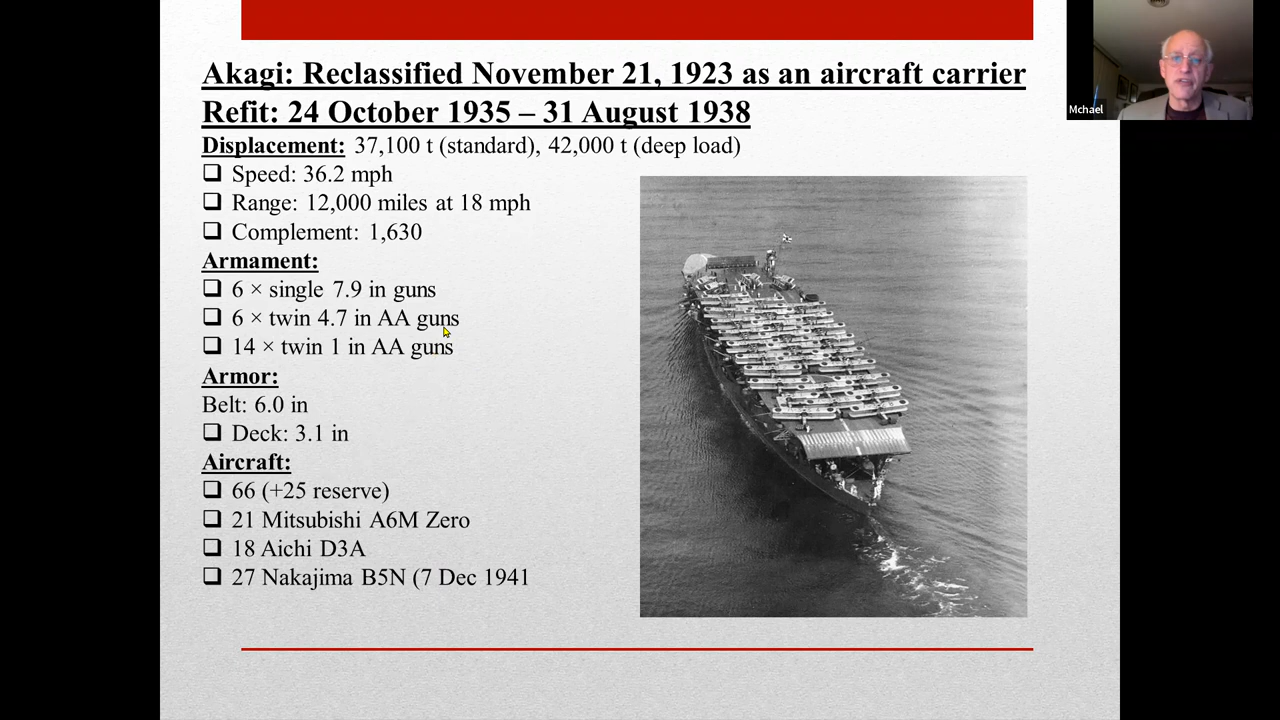 Akagi: Reclassified November 21, 1923 as an aircraft carrier
Refit: 24 October 1935 – 31 August 1938
Displacement: 37,100 t (standard), 42,000 t (deep load)
Speed: 36.2 mph
Range: 12,000 miles at 18 mph
Complement: 1,630
Armament:
6 × single 7.9 in guns
6 × twin 4.7 in AA guns
14 × twin 1 in AA guns
Armor:
Belt: 6.0 in
Deck: 3.1 in
Aircraft:
66 (+25 reserve)
21 Mitsubishi A6M Zero
18 Aichi D3A
27 Nakajima B5N (7 Dec 1941
Mchael